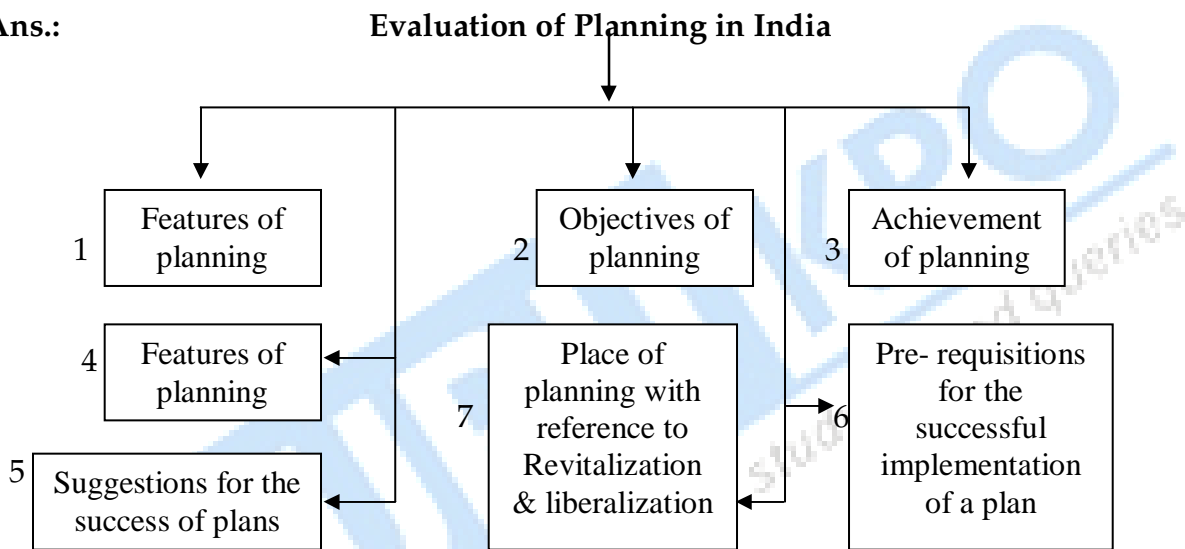 Ans.: Evaluation of Planning in India
1
Features of
planning
2
Objectives of
planning
3
Achievement
of planning
4
Features of
planning
5
Suggestions for the
success of plans
7
Place of
planning with
reference to
Revitalization
& liberalization
6
Pre- requisitions
for the
successful
implementation
of a plan
queries